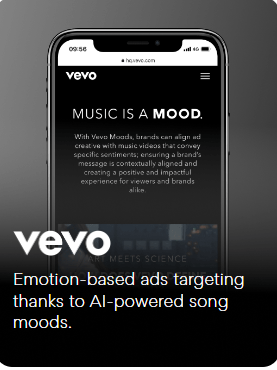 09:56
4G
hq.vevo.com
vevo
MUSIC IS A MOOD.
With Vevo Moods, brands can align ad
creative with music videos that convey
specific sentiments; ensuring a brand's
message is contextually aligned and
creating a positive and impactful
experience for viewers and brands
alike.
ART MEETS SCIENCE
vevo
Emotion-based ads targeting
thanks to AI-powered song
moods.